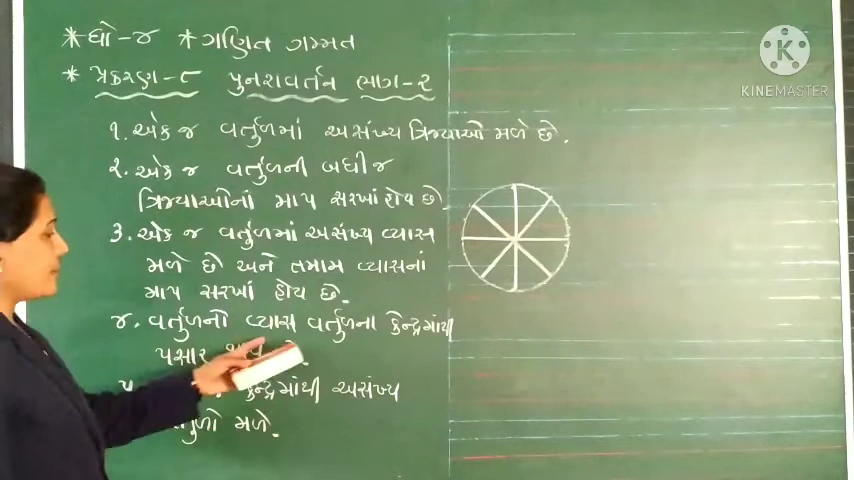 * ધો-૪ * ગણિત ગમ્મત
* પ્રકરણ-૮ પુનરાવર્તન ભાગ-૨
૧. એક જ વર્તુળમાં અસંખ્ય ત્રિજ્યાઓ મળે છે.
૨. એક જ વર્તુળની બધી જ
ત્રિજ્યાઓનાં માપ સરખાં હોય છે.
૩. એક જ વર્તુળમાં અસંખ્ય વ્યાસ
મળે છે અને તમામ વ્યાસનાં
માપ સરખાં હોય છે.
૪. વર્તુળનો વ્યાસ વર્તુળના કેન્દ્રમાંથી
પસાર
કેન્દ્રમાંથી અસંખ્ય
મળે.
K
KINEMASTER